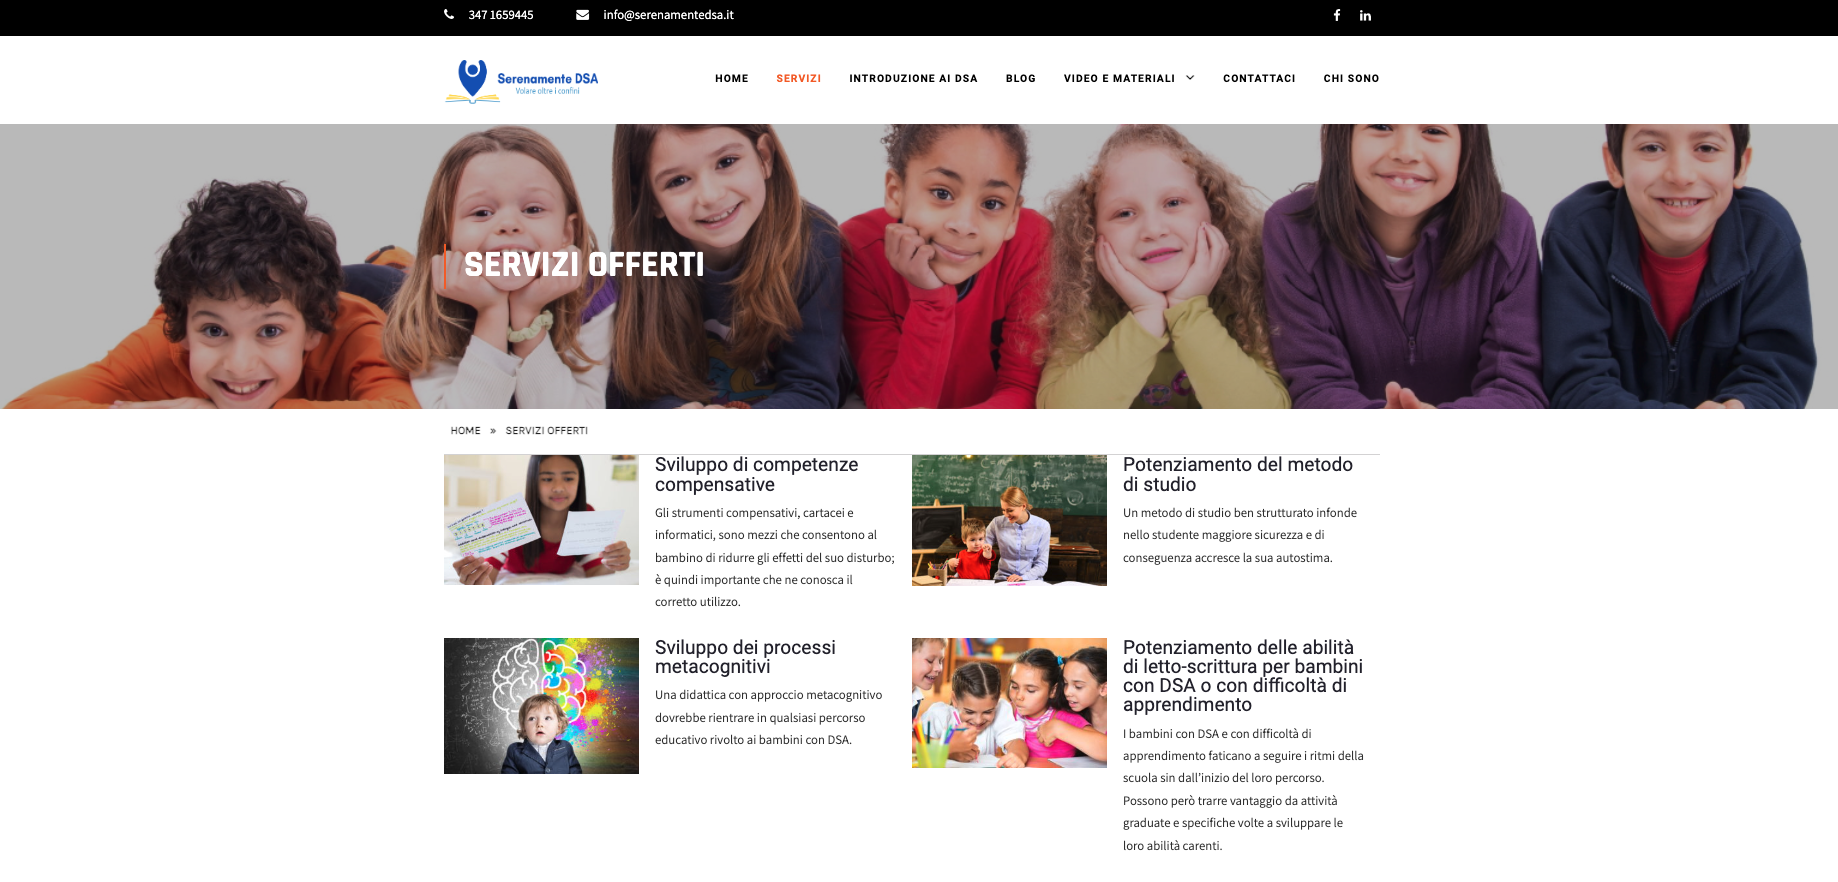 347 1659445
info@serenamentedsa.it
Serenamente DSA
Volare oltre i confini
HOME
SERVIZI
INTRODUZIONE AI DSA
BLOG
VIDEO E MATERIALI
CONTATTACI
CHI SONO
SERVIZI OFFERTI
HOME » SERVIZI OFFERTI
Sviluppo di competenze
compensative
Gli strumenti compensativi, cartacei e
informatici, sono mezzi che consentono al
bambino di ridurre gli effetti del suo disturbo;
è quindi importante che ne conosca il
corretto utilizzo.
Potenziamento del metodo
di studio
Un metodo di studio ben strutturato infonde
nello studente maggiore sicurezza e di
conseguenza accresce la sua autostima.
Sviluppo dei processi
metacognitivi
Una didattica con approccio metacognitivo
dovrebbe rientrare in qualsiasi percorso
educativo rivolto ai bambini con DSA.
Potenziamento delle abilità
di letto-scrittura per bambini
con DSA o con difficoltà di
apprendimento
I bambini con DSA e con difficoltà di
apprendimento faticano a seguire i ritmi della
scuola sin dall'inizio del loro percorso.
Possono però trarre vantaggio da attività
graduate e specifiche volte a sviluppare le
loro abilità carenti.